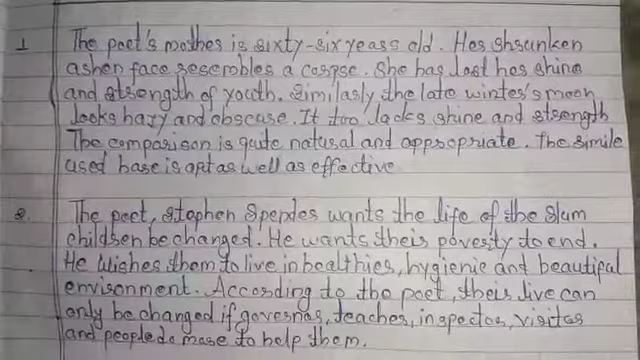 1 The poet's mother is sixty-six years old. Her shrunken
ashen face resembles a corpse. She has lost her shine
and strength of youth. Similarly the late winter's moon
looks hazy and obscure. It too lacks shine and strength
The comparison is quite natural and appropriate. The simile
used here is apt as well as effective
2. The poet, Stephen Spender wants the life of the slum
children be changed. He wants their poverty to end.
He wishes them to live in healthier, hygienic and beautiful
environment. According to the poet, their live can
only be changed if governor, teacher, inspector, visitor
and people do more to help them.